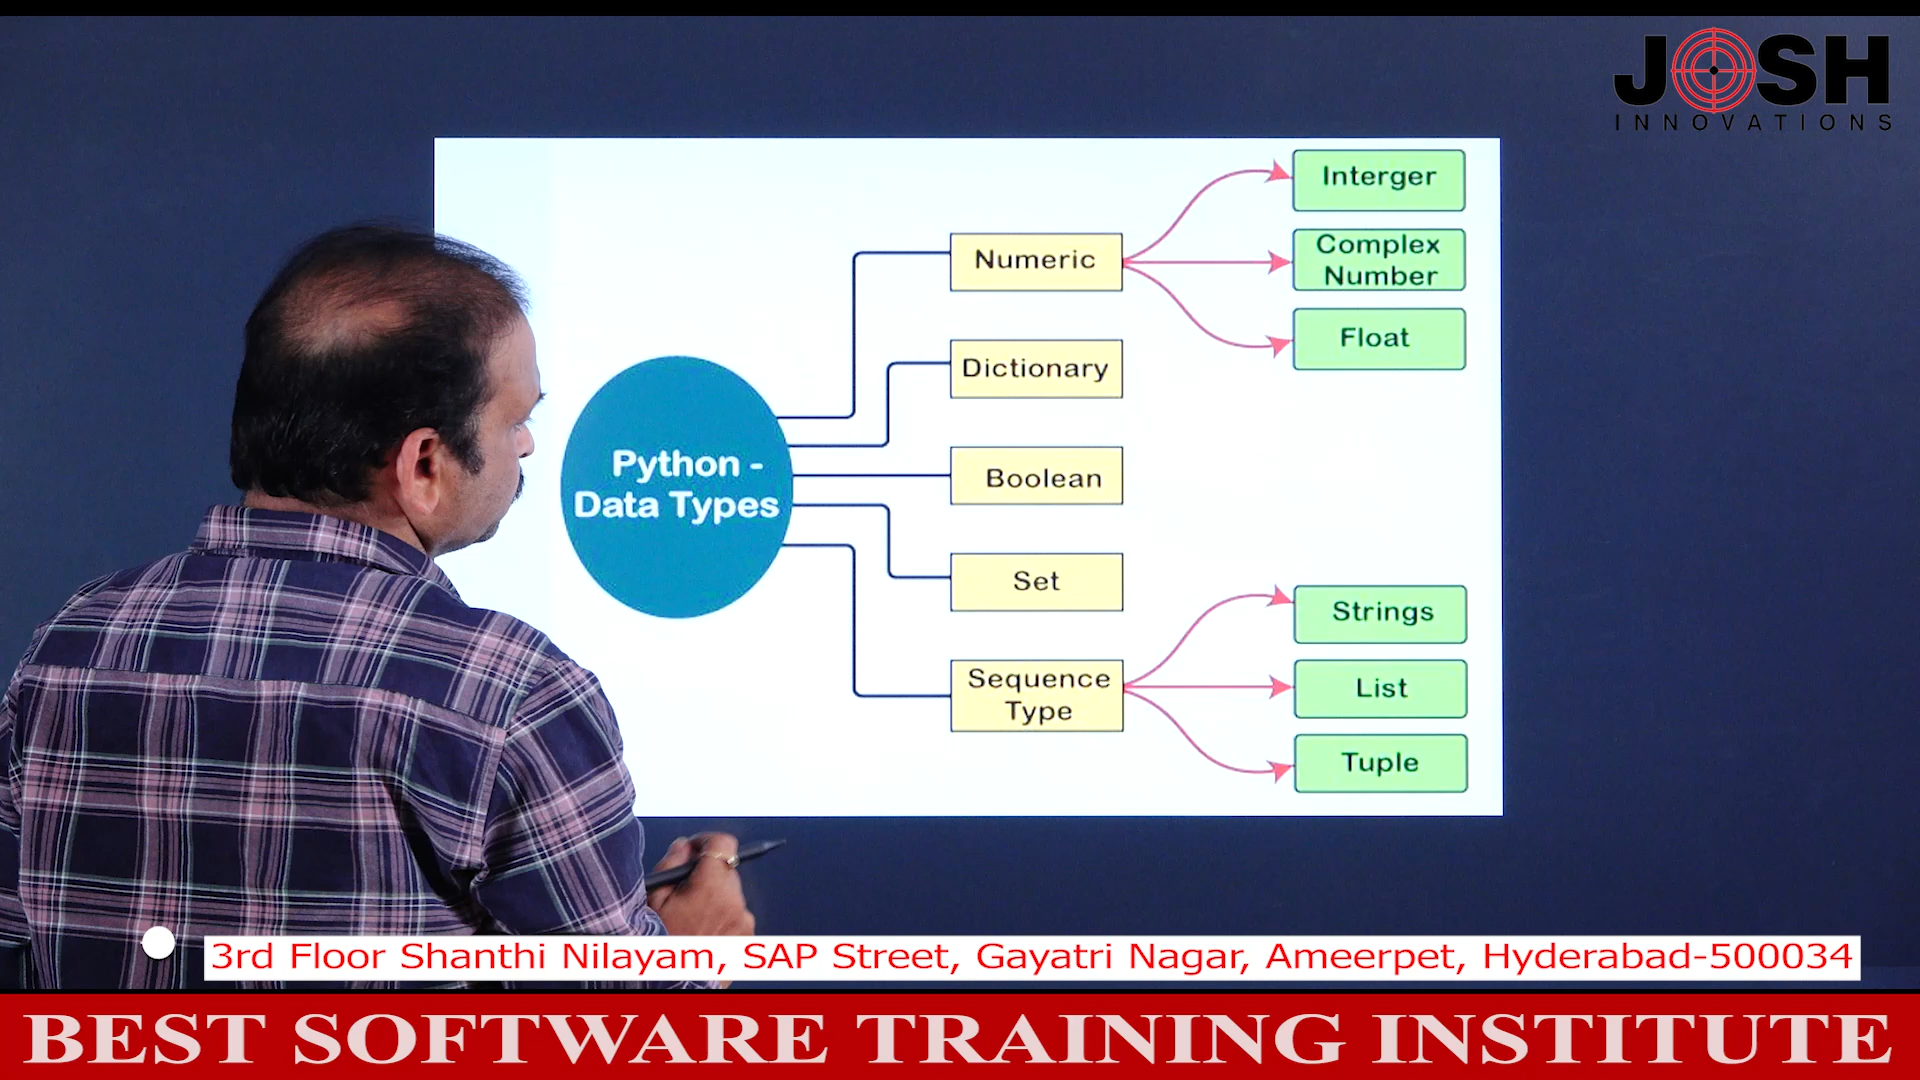 JOSH
INNOVATIONS
Interger
Numeric
Complex
Number
Float
Dictionary
Python -
Data Types
Boolean
Set
Strings
Sequence
Type
List
Tuple
3rd Floor Shanthi Nilayam, SAP Street, Gayatri Nagar, Ameerpet, Hyderabad-500034
BEST SOFTWARE TRAINING INSTITUTE